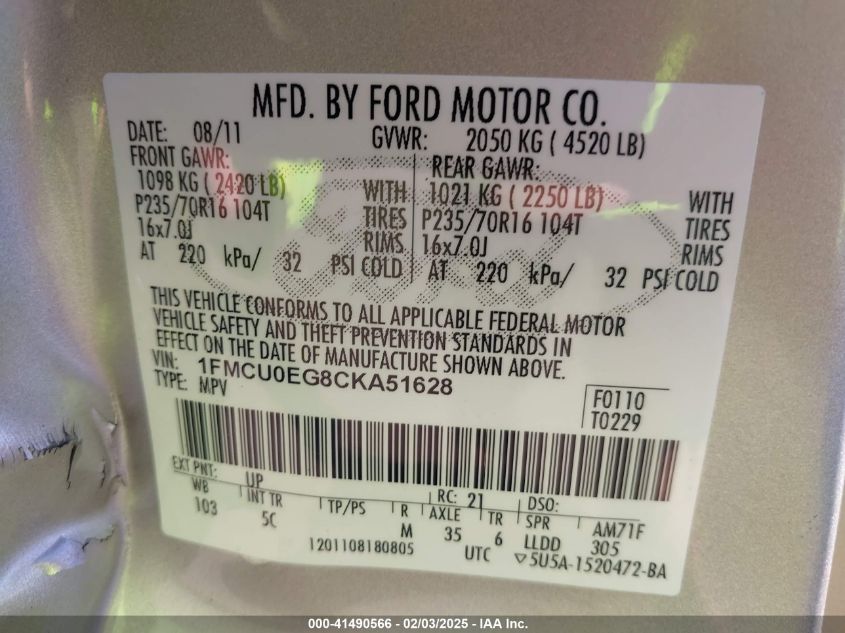 MFD. BY FORD MOTOR CO.
DATE: 08/11 GVWR: 2050 KG ( 4520 LB)
FRONT GAWR: REAR GAWR:
1098 KG ( 2420 LB) WITH 1021 KG ( 2250 LB) WITH
P235/70R16 104T TIRES P235/70R16 104T TIRES
16x7.0J RIMS 16x7.0J RIMS
AT 220 kPa/ 32 PSI COLD AT 220 kPa/ 32 PSI COLD
THIS VEHICLE CONFORMS TO ALL APPLICABLE FEDERAL MOTOR
VEHICLE SAFETY AND THEFT PREVENTION STANDARDS IN
EFFECT ON THE DATE OF MANUFACTURE SHOWN ABOVE.
VIN: 1FMCU0EG8CKA51628
TYPE: MPV
F0110
T0229
EXT PNT: UP RC: 21 DSO:
WB INT TR TP/PS R AXLE TR SPR AM71F
103 5C M 35 6 LLDD 305
1201108180805 UTC ▽5U5A-1520472-BA
000-41490566 - 02/03/2025 - IAA Inc.